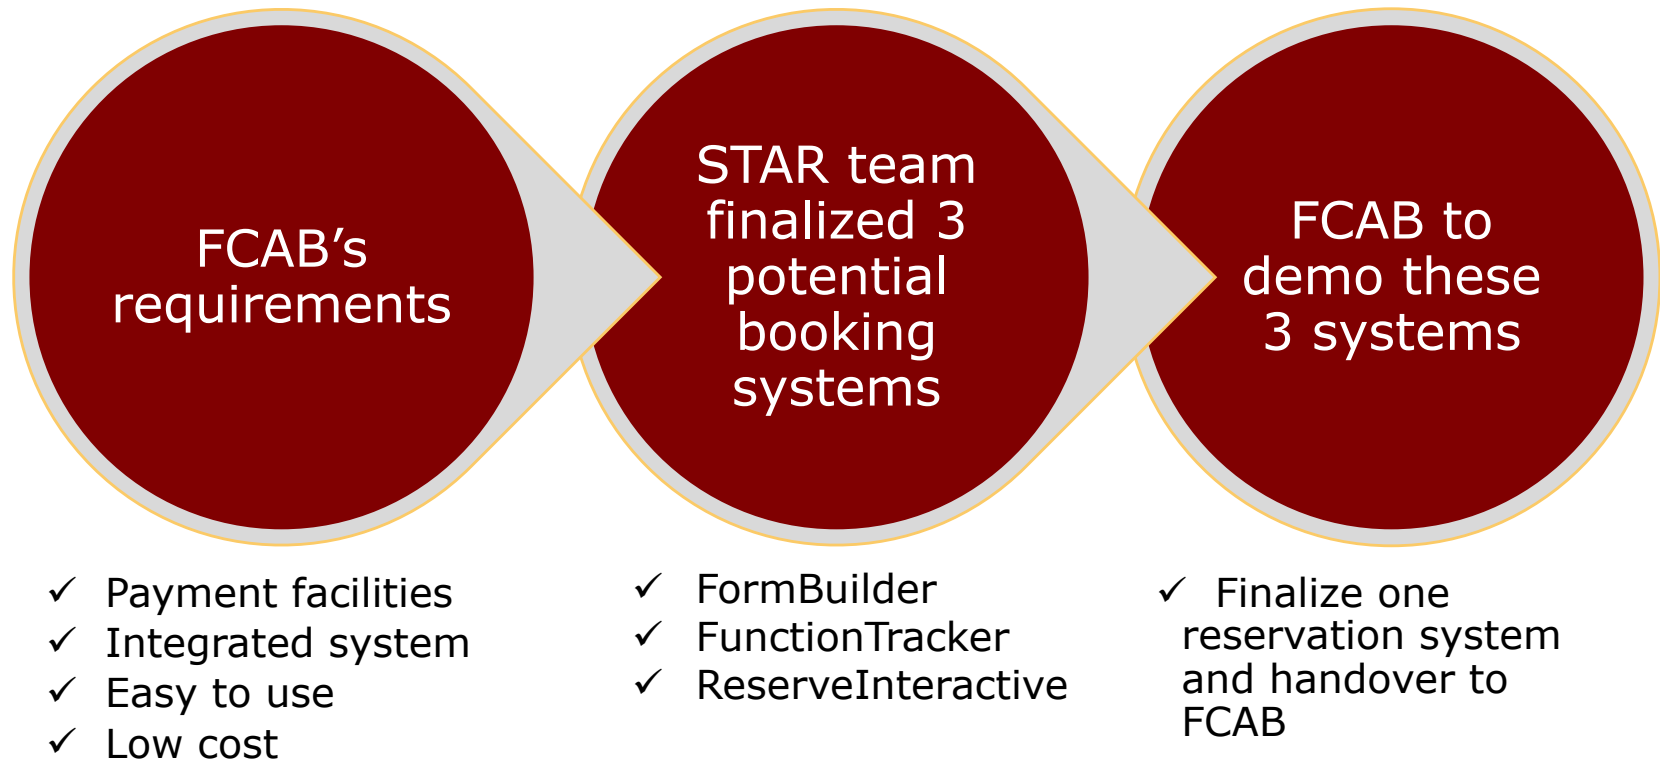 FCAB’s
requirements
STAR team
finalized 3
potential
booking
systems
FCAB to
demo these
3 systems
✓ Payment facilities
✓ Integrated system
✓ Easy to use
✓ Low cost
✓ FormBuilder
✓ FunctionTracker
✓ ReserveInteractive
✓ Finalize one
reservation system
and handover to
FCAB